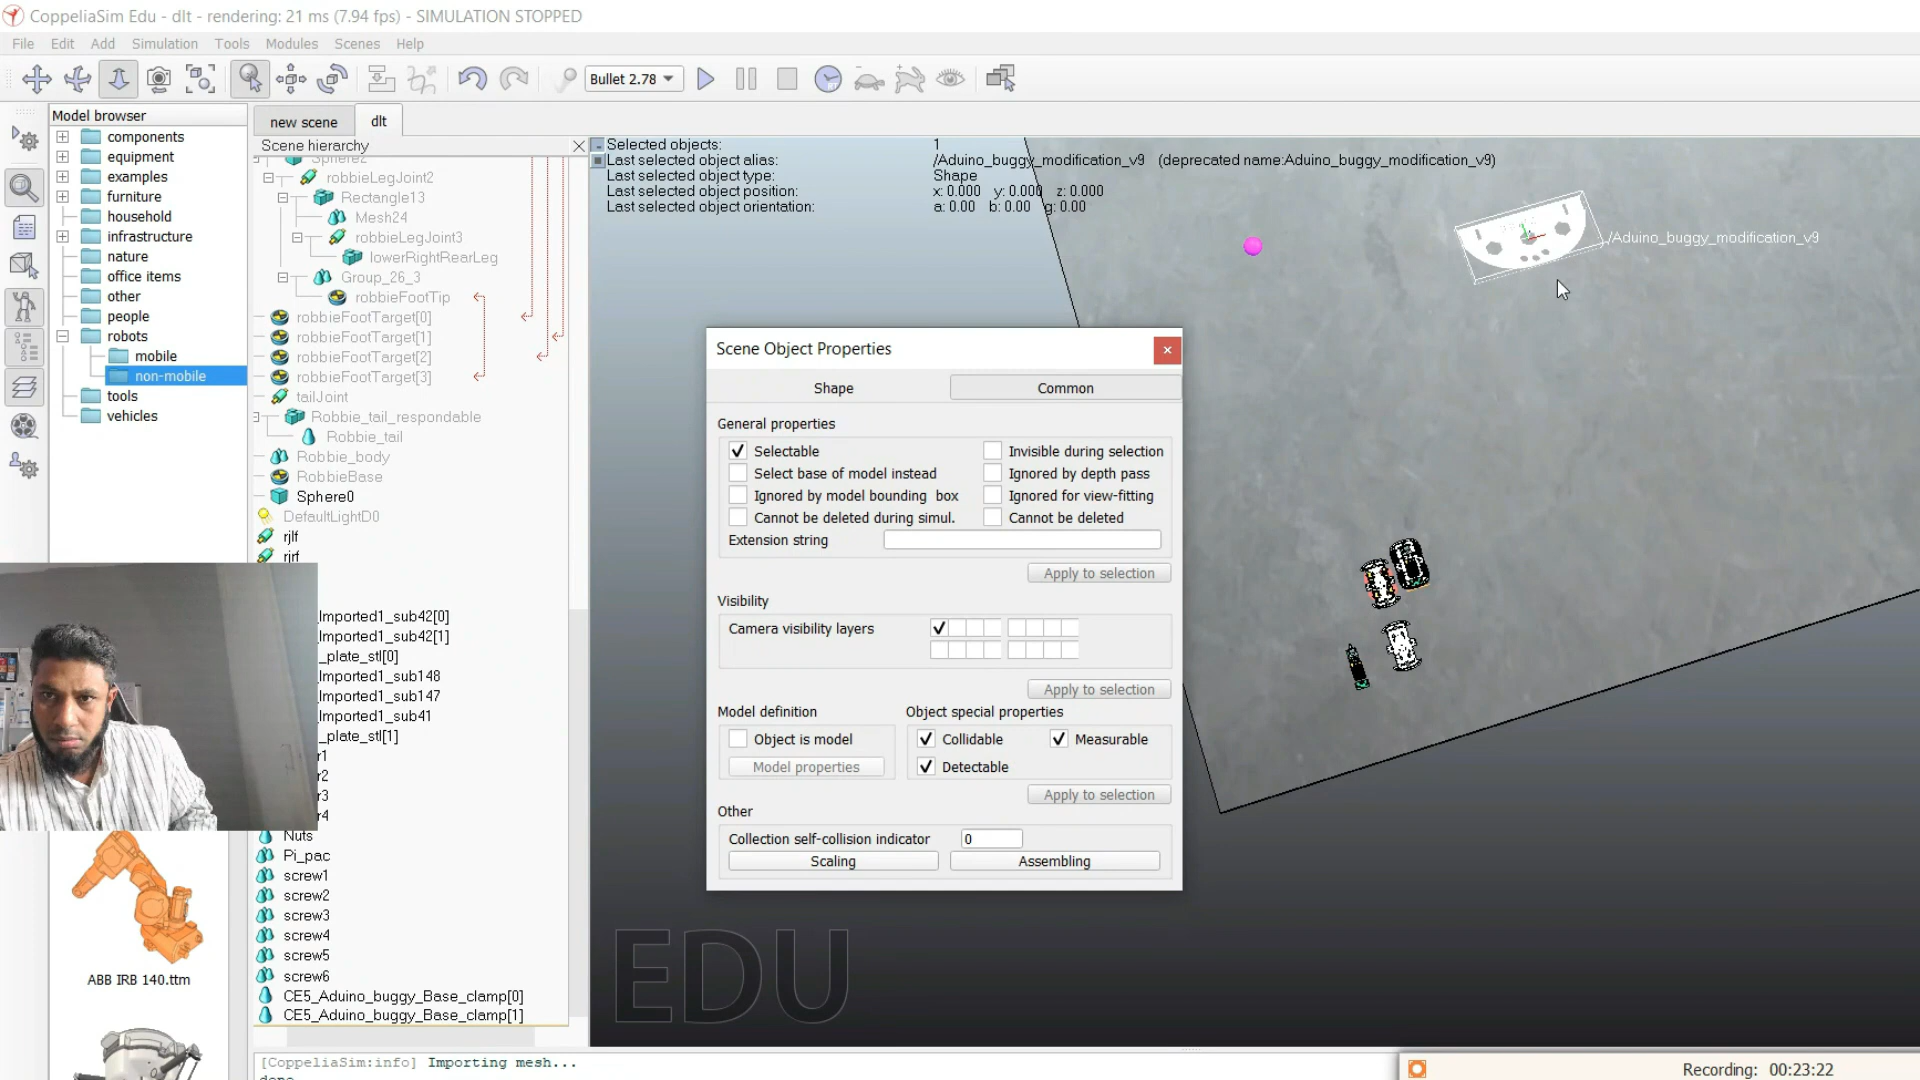 CoppeliaSim Edu - dlt - rendering: 21 ms (7.94 fps) - SIMULATION STOPPED
File Edit Add Simulation Tools Modules Scenes Help
Bullet 2.78
Model browser
components
equipment
examples
furniture
household
infrastructure
nature
office items
other
people
robots
mobile
non-mobile
tools
vehicles
ABB IRB 140.ttm
new scene dlt
Scene hierarchy
Sphere2
robbieLegJoint2
Rectangle13
Mesh24
robbieLegJoint3
lowerRightRearLeg
Group_26_3
robbieFootTip
robbieFootTarget[0]
robbieFootTarget[1]
robbieFootTarget[2]
robbieFootTarget[3]
tailJoint
Robbie_tail_respondable
Robbie_tail
Robbie_body
RobbieBase
Sphere0
DefaultLightD0
rjlf
rjrf
_Imported1_sub42[0]
_Imported1_sub42[1]
_plate_stl[0]
_Imported1_sub148
_Imported1_sub147
_Imported1_sub41
_plate_stl[1]
r1
r2
r3
r4
Nuts
Pi_pac
screw1
screw2
screw3
screw4
screw5
screw6
CE5_Aduino_buggy_Base_clamp[0]
CE5_Aduino_buggy_Base_clamp[1]
Selected objects: 1
Last selected object alias: /Aduino_buggy_modification_v9 (deprecated name:Aduino_buggy_modification_v9)
Last selected object type: Shape
Last selected object position: x: 0.000 y: 0.000 z: 0.000
Last selected object orientation: a: 0.00 b: 0.00 g: 0.00
/Aduino_buggy_modification_v9
Scene Object Properties
Shape Common
General properties
Selectable Invisible during selection
Select base of model instead Ignored by depth pass
Ignored by model bounding box Ignored for view-fitting
Cannot be deleted during simul. Cannot be deleted
Extension string
Apply to selection
Visibility
Camera visibility layers
Apply to selection
Model definition Object special properties
Object is model Collidable Measurable
Model properties Detectable
Apply to selection
Other
Collection self-collision indicator 0
Scaling Assembling
EDU
[CoppeliaSim:info] Importing mesh...
done
Recording: 00:23:22